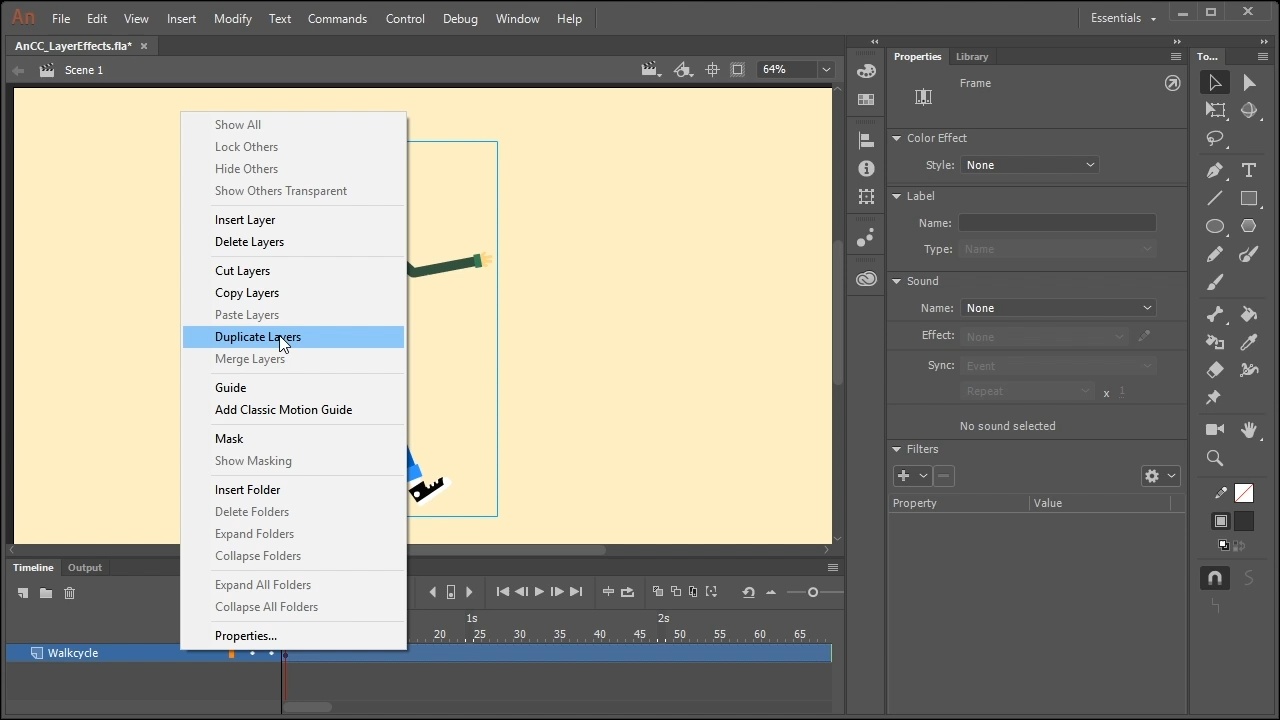 An File Edit View Insert Modify Text Commands Control Debug Window Help Essentials
AnCC_LayerEffects.fla*
Scene 1
64%
Show All
Lock Others
Hide Others
Show Others Transparent
Insert Layer
Delete Layers
Cut Layers
Copy Layers
Paste Layers
Duplicate Layers
Merge Layers
Guide
Add Classic Motion Guide
Mask
Show Masking
Insert Folder
Delete Folders
Expand Folders
Collapse Folders
Expand All Folders
Collapse All Folders
Properties...
Timeline Output
1s 2s
20 25 30 35 40 45 50 55 60 65
Walkcycle
Properties Library
Frame
Color Effect
Style: None
Label
Name:
Type: Name
Sound
Name: None
Effect: None
Sync: Event
Repeat x 1
No sound selected
Filters
Property Value
To...